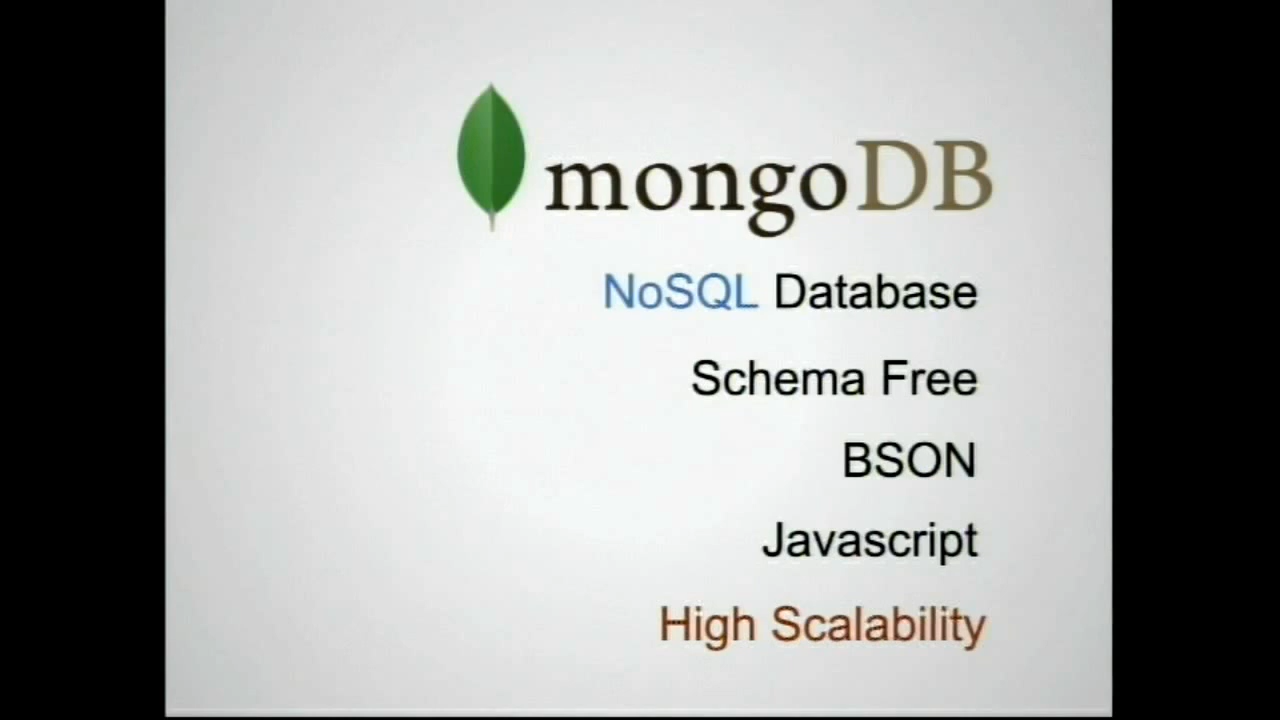 mongoDB
NoSQL Database
Schema Free
BSON
Javascript
High Scalability